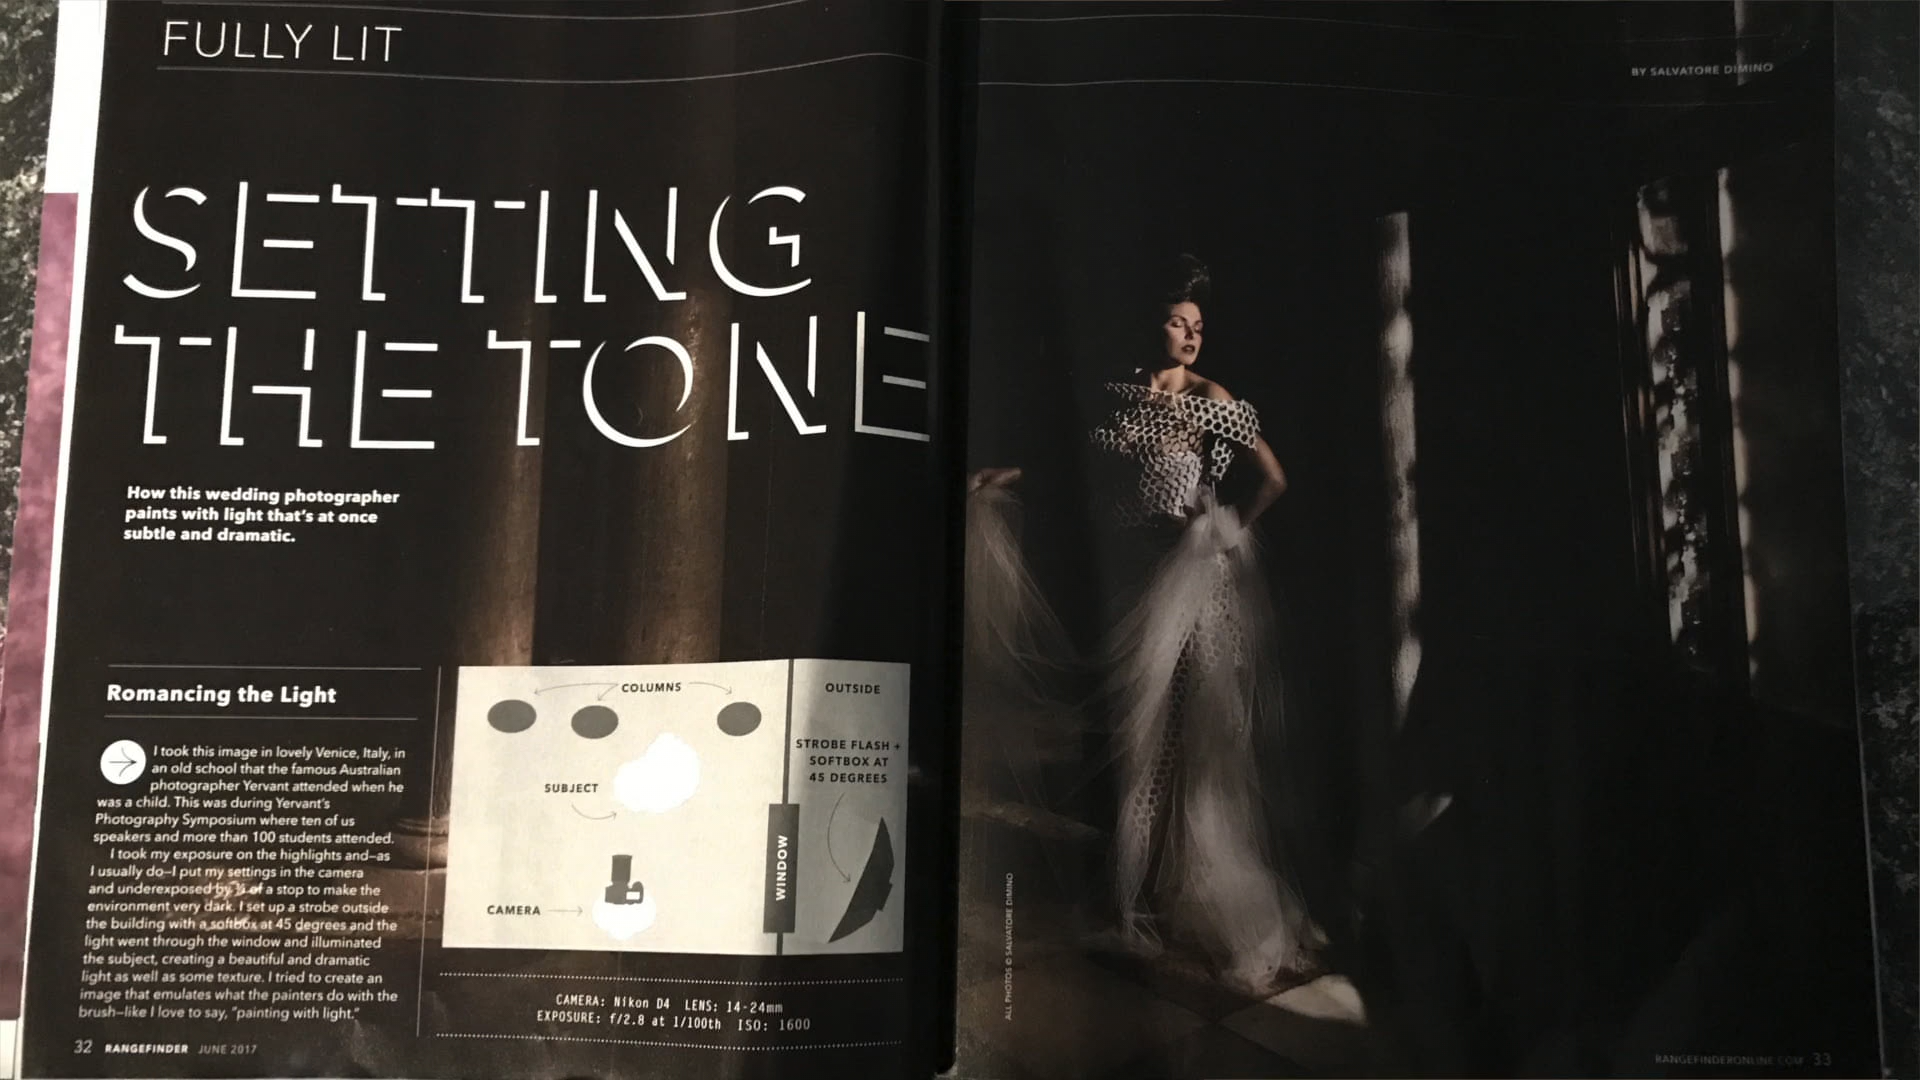 FULLY LIT
BY SALVATORE DIMINO
SETTING
THE TONE
How this wedding photographer
paints with light that's at once
subtle and dramatic.
Romancing the Light
I took this image in lovely Venice, Italy, in
an old school that the famous Australian
photographer Yervant attended when he
was a child. This was during Yervant's
Photography Symposium where ten of us
speakers and more than 100 students attended.
I took my exposure on the highlights and—as
I usually do—I put my settings in the camera
and underexposed by of a stop to make the
environment very dark. I set up a strobe outside
the building with a softbox at 45 degrees and the
light went through the window and illuminated
the subject, creating a beautiful and dramatic
light as well as some texture. I tried to create an
image that emulates what the painters do with the
brush—like I love to say, "painting with light."
COLUMNS
OUTSIDE
STROBE FLASH +
SOFTBOX AT
45 DEGREES
SUBJECT
WINDOW
CAMERA
CAMERA: Nikon D4 LENS: 14-24mm
EXPOSURE: f/2.8 at 1/100th ISO: 1600
32 RANGEFINDER JUNE 2017
ALL PHOTOS © SALVATORE DIMINO
RANGEFINDERONLINE.COM 33